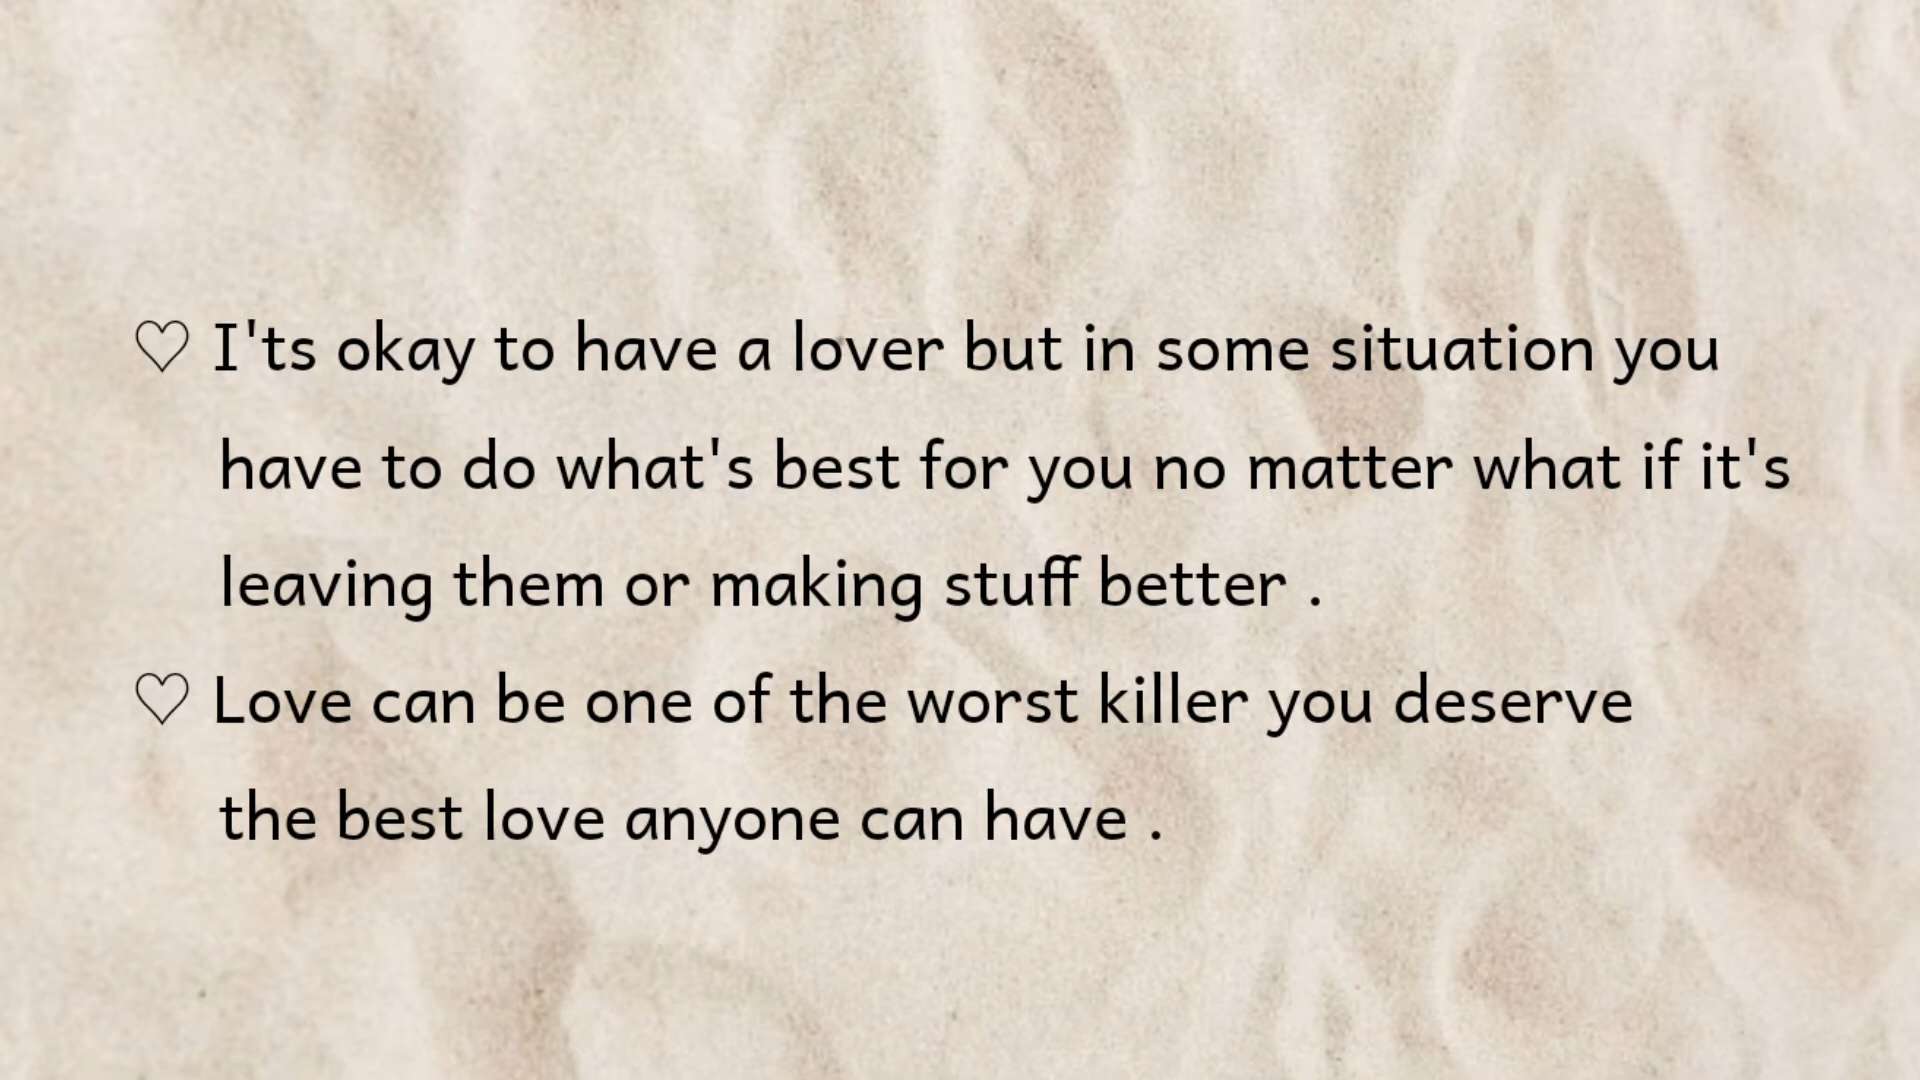 ♡ I'ts okay to have a lover but in some situation you
have to do what's best for you no matter what if it's
leaving them or making stuff better .
♡ Love can be one of the worst killer you deserve
the best love anyone can have .